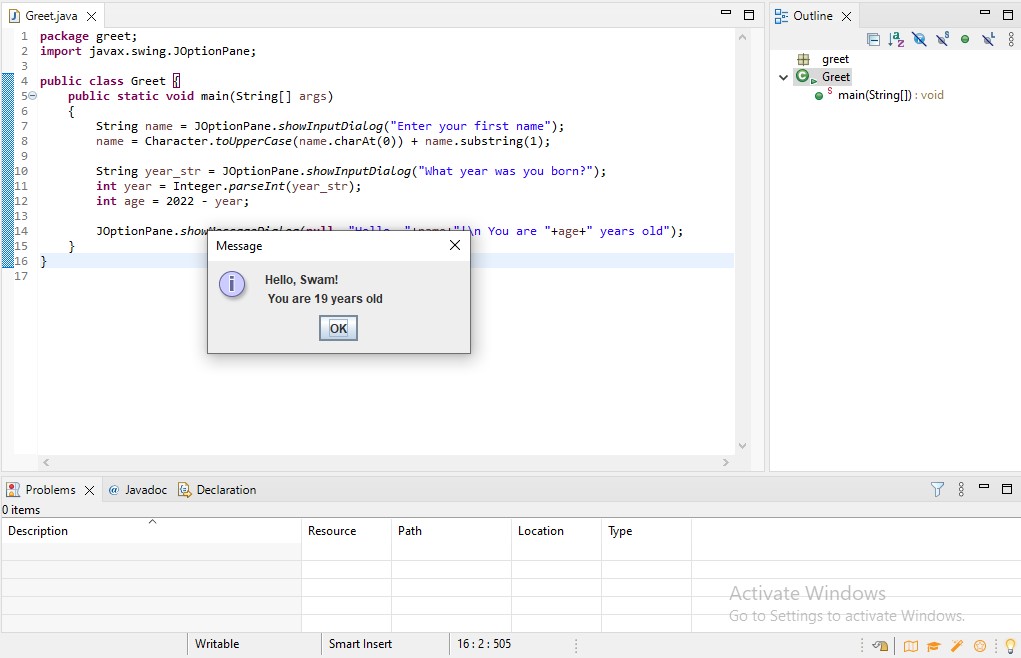 Greet.java
1 package greet;
2 import javax.swing.JOptionPane;
3
4 public class Greet {
5 public static void main(String[] args)
6 {
7 String name = JOptionPane.showInputDialog("Enter your first name");
8 name = Character.toUpperCase(name.charAt(0)) + name.substring(1);
9
10 String year_str = JOptionPane.showInputDialog("What year was you born?");
11 int year = Integer.parseInt(year_str);
12 int age = 2022 - year;
13
14 JOptionPane.showMessageDialog(null, "Hello, "+name+"!\n You are "+age+" years old");
15 }
16 }
17
Message
Hello, Swam!
You are 19 years old
OK
Outline
greet
Greet
main(String[]) : void
Problems
@ Javadoc
Declaration
0 items
Description Resource Path Location Type
Activate Windows
Go to Settings to activate Windows.
Writable Smart Insert 16 : 2 : 505